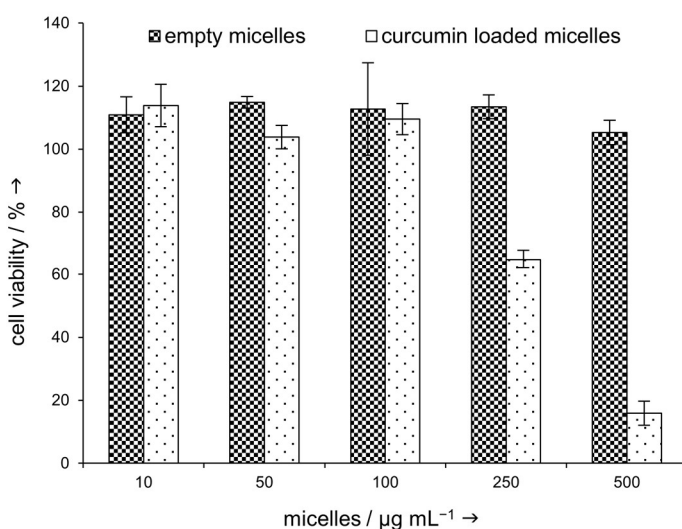 140
empty micelles
curcumin loaded micelles
120
100
80
60
40
20
0
cell viability / % →
10 50 100 250 500
micelles / µg mL⁻¹ →